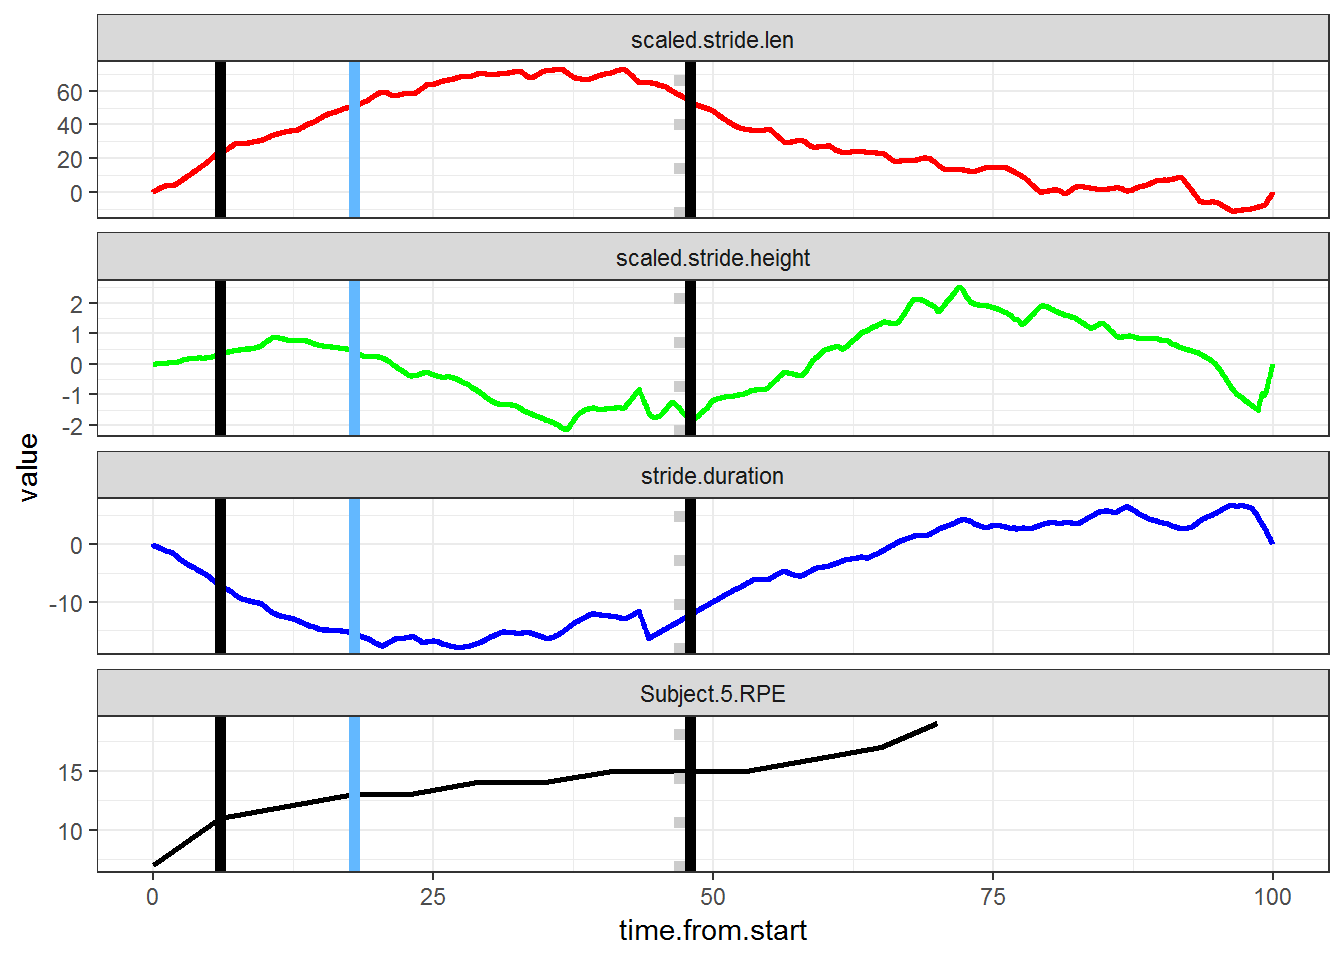 scaled.stride.len
60
40
20
0
scaled.stride.height
2
1
0
-1
-2
value
stride.duration
0
-10
Subject.5.RPE
15
10
0 25 50 75 100
time.from.start